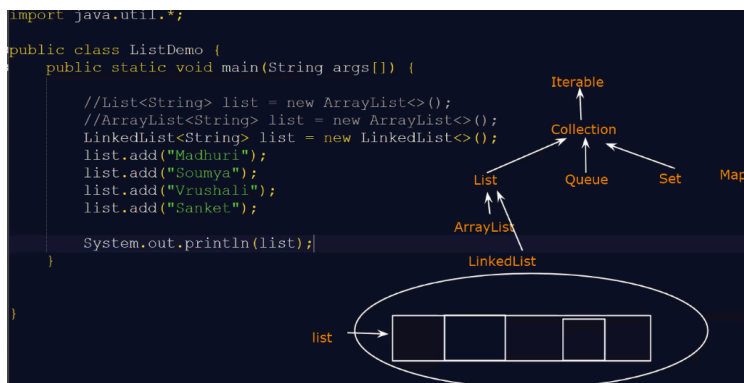 import java.util.*;
public class ListDemo {
public static void main(String args[]) {
//List<String> list = new ArrayList<>();
//ArrayList<String> list = new ArrayList<>();
LinkedList<String> list = new LinkedList<>();
list.add("Madhuri");
list.add("Soumya");
list.add("Vrushali");
list.add("Sanket");
System.out.println(list);
}
}
Iterable
Collection
List Queue Set Map
ArrayList
LinkedList
list